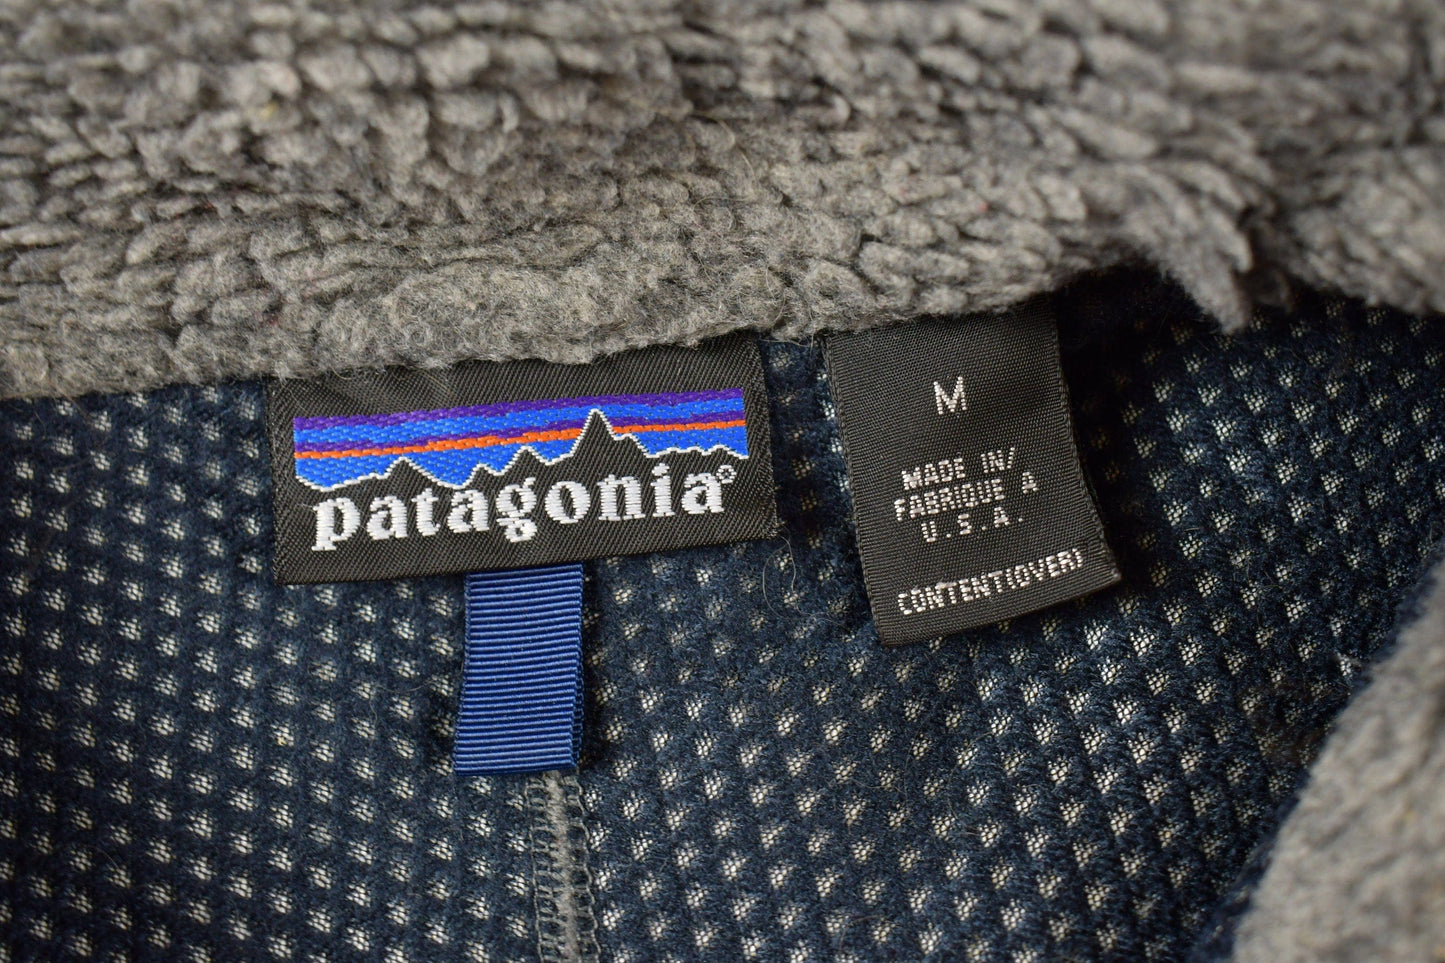 patagonia®
M
MADE IN/
FABRIQUE A
U.S.A.
CONTENT(OVER)